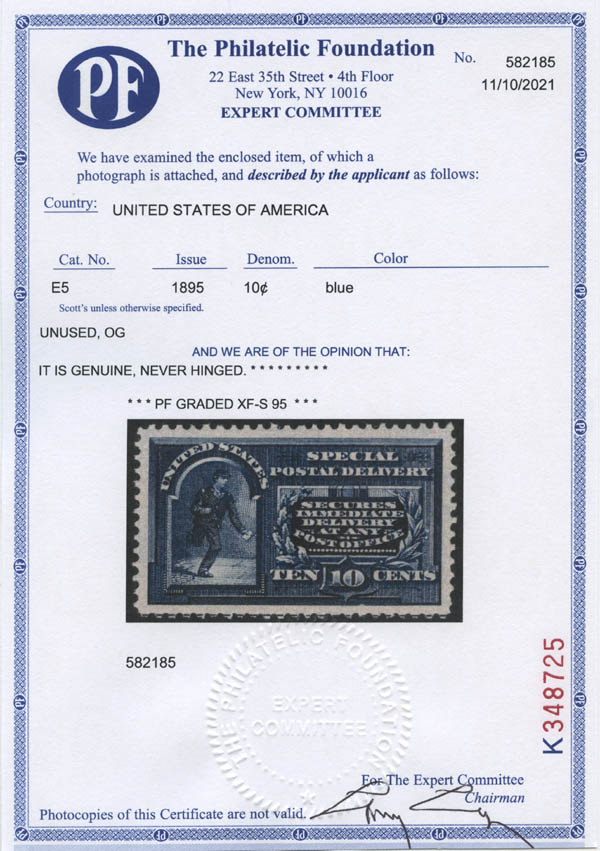 PF
The Philatelic Foundation
22 East 35th Street • 4th Floor
New York, NY 10016
EXPERT COMMITTEE
No. 582185
11/10/2021
We have examined the enclosed item, of which a
photograph is attached, and described by the applicant as follows:
Country: UNITED STATES OF AMERICA
Cat. No. Issue Denom. Color
E5 1895 10¢ blue
Scott's unless otherwise specified.
UNUSED, OG
AND WE ARE OF THE OPINION THAT:
IT IS GENUINE, NEVER HINGED. * * * * * * * * *
* * * PF GRADED XF-S 95 * * *
UNITED STATES
SPECIAL
POSTAL DELIVERY
SECURES
IMMEDIATE
DELIVERY
AT ANY
POST OFFICE
TEN 10 CENTS
582185
THE PHILATELIC FOUNDATION
EXPERT
COMMITTEE
K348725
For The Expert Committee
Chairman
Photocopies of this Certificate are not valid.